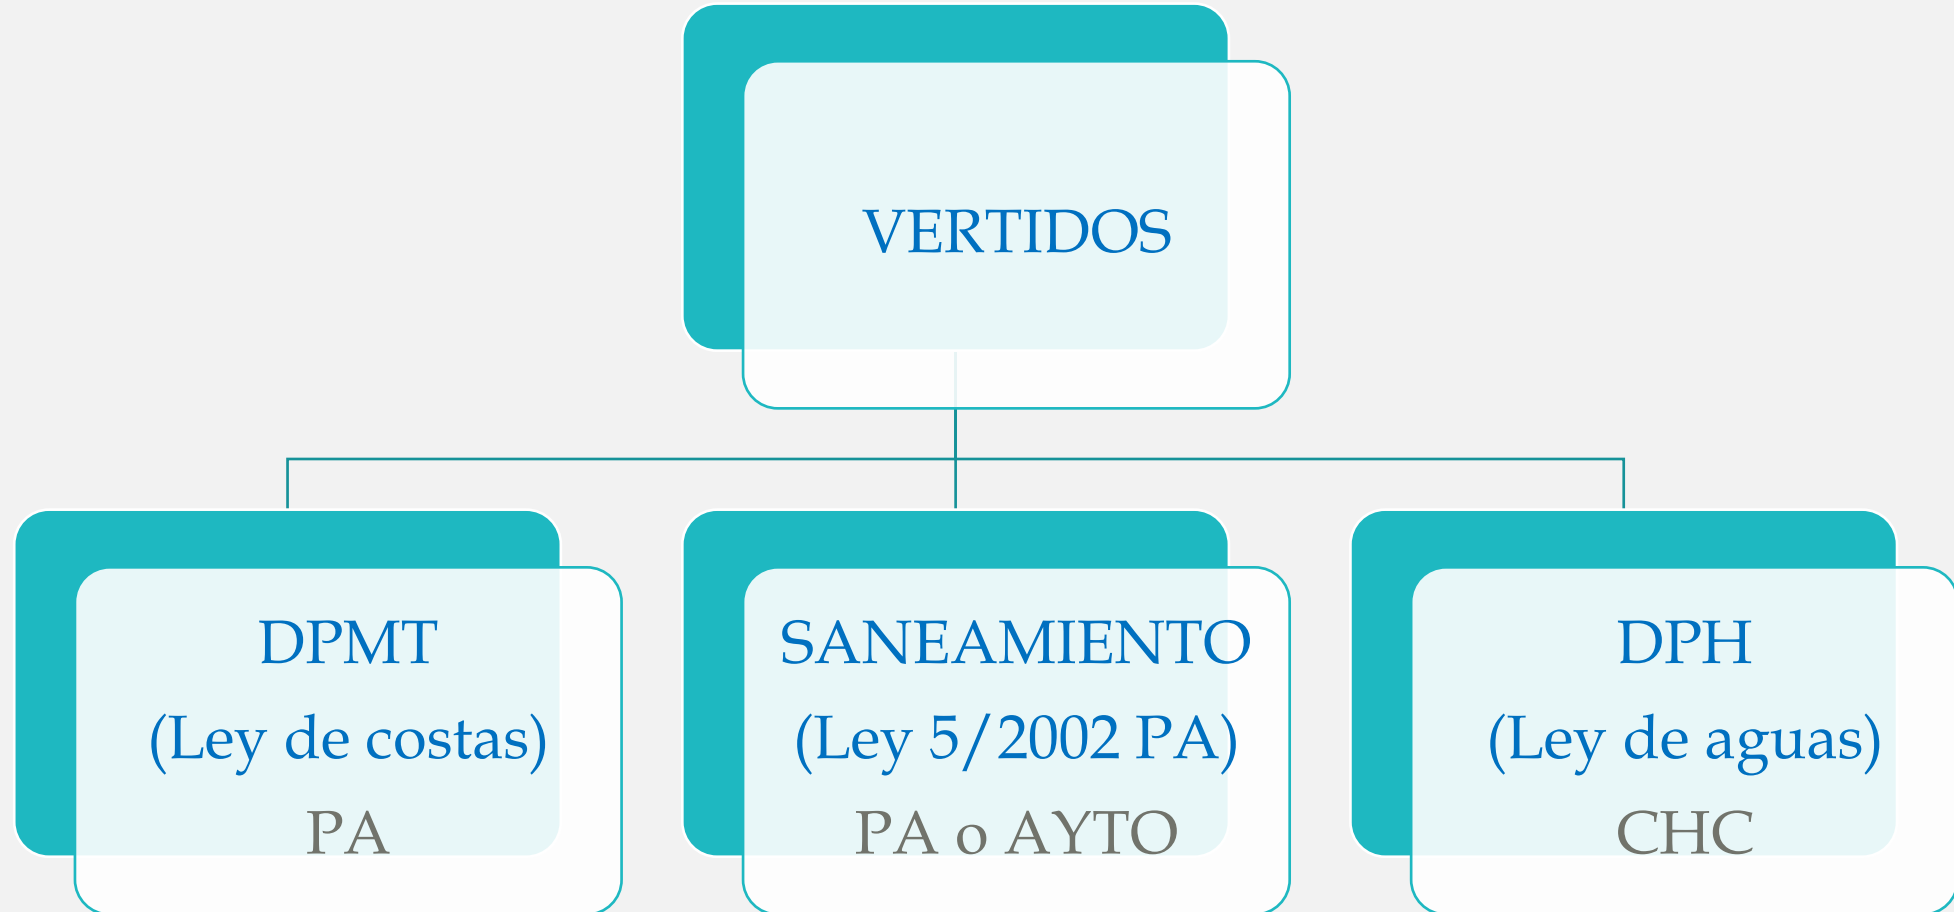 VERTIDOS
DPMT
(Ley de costas)
PA
SANEAMIENTO
(Ley 5/2002 PA)
PA o AYTO
DPH
(Ley de aguas)
CHC